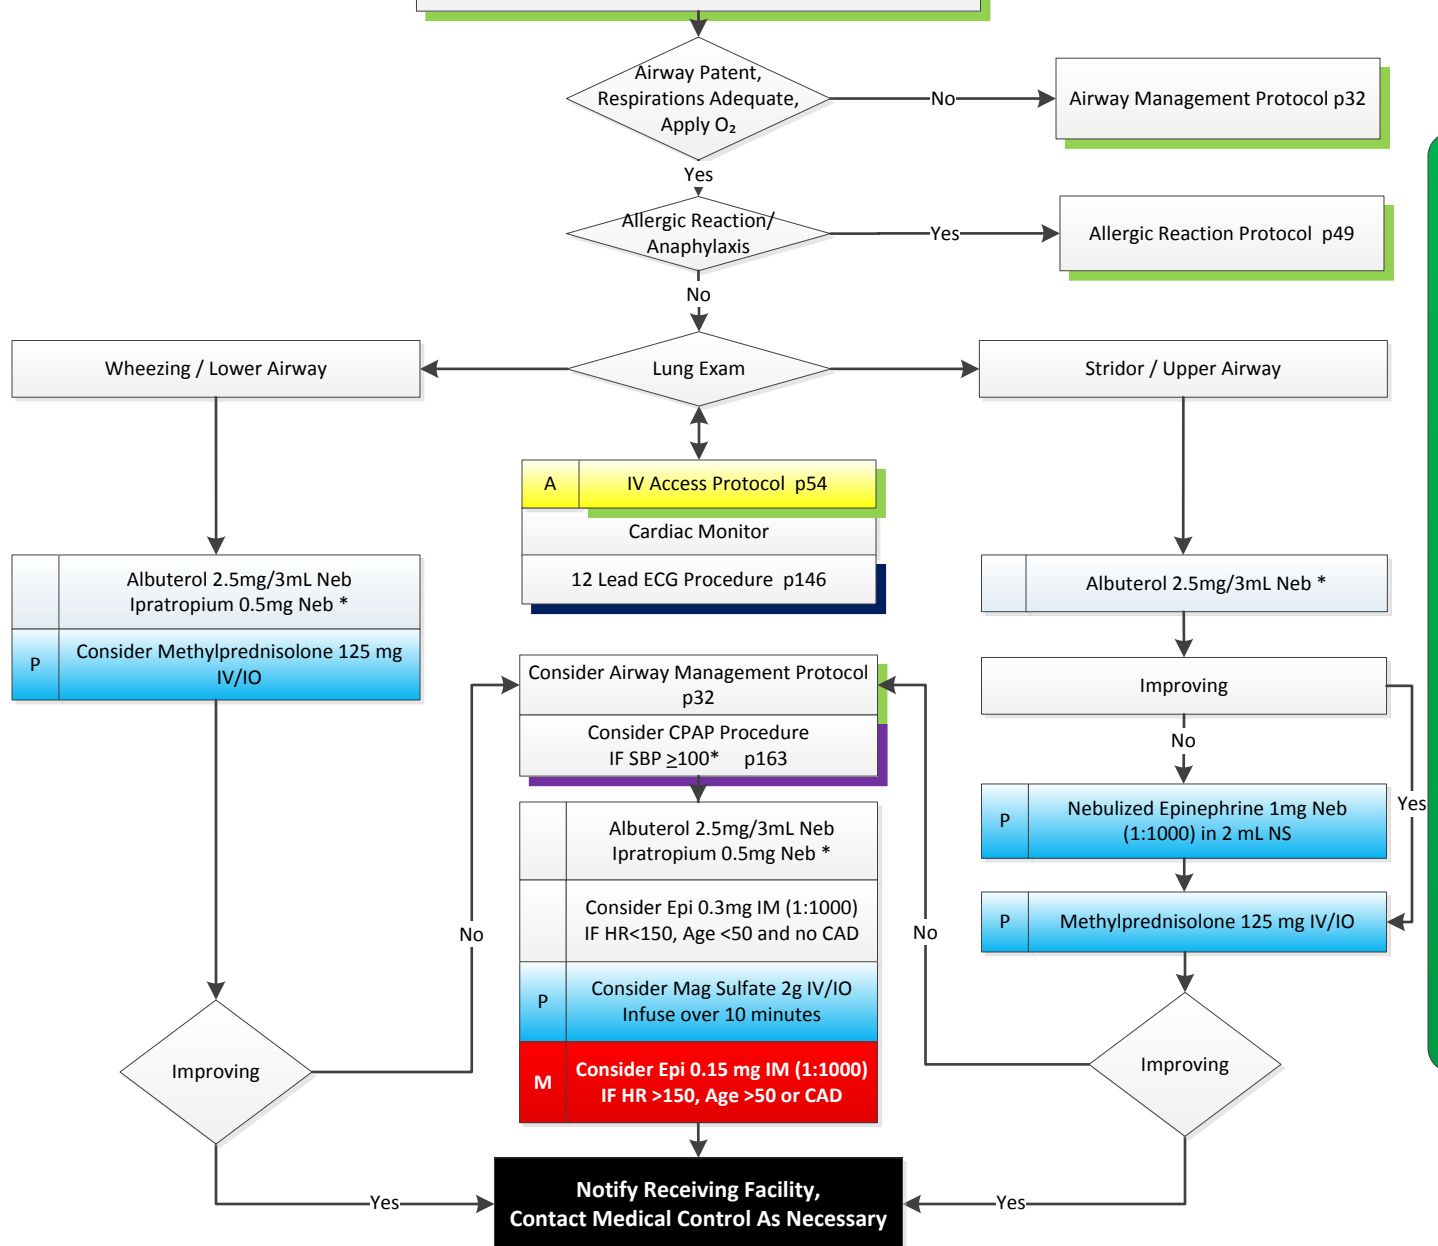 Airway Patent,
Respirations Adequate,
Apply O₂
No
Airway Management Protocol p32
Yes
Allergic Reaction/
Anaphylaxis
Yes
Allergic Reaction Protocol p49
No
Wheezing / Lower Airway
Lung Exam
Stridor / Upper Airway
A
IV Access Protocol p54
Cardiac Monitor
12 Lead ECG Procedure p146
Albuterol 2.5mg/3mL Neb
Ipratropium 0.5mg Neb *
P
Consider Methylprednisolone 125 mg
IV/IO
Albuterol 2.5mg/3mL Neb *
Improving
No
Yes
P
Nebulized Epinephrine 1mg Neb
(1:1000) in 2 mL NS
P
Methylprednisolone 125 mg IV/IO
Consider Airway Management Protocol
p32
Consider CPAP Procedure
IF SBP ≥100* p163
Albuterol 2.5mg/3mL Neb
Ipratropium 0.5mg Neb *
Consider Epi 0.3mg IM (1:1000)
IF HR<150, Age <50 and no CAD
P
Consider Mag Sulfate 2g IV/IO
Infuse over 10 minutes
M
Consider Epi 0.15 mg IM (1:1000)
IF HR >150, Age >50 or CAD
No
No
Improving
Improving
Yes
Yes
Notify Receiving Facility,
Contact Medical Control As Necessary